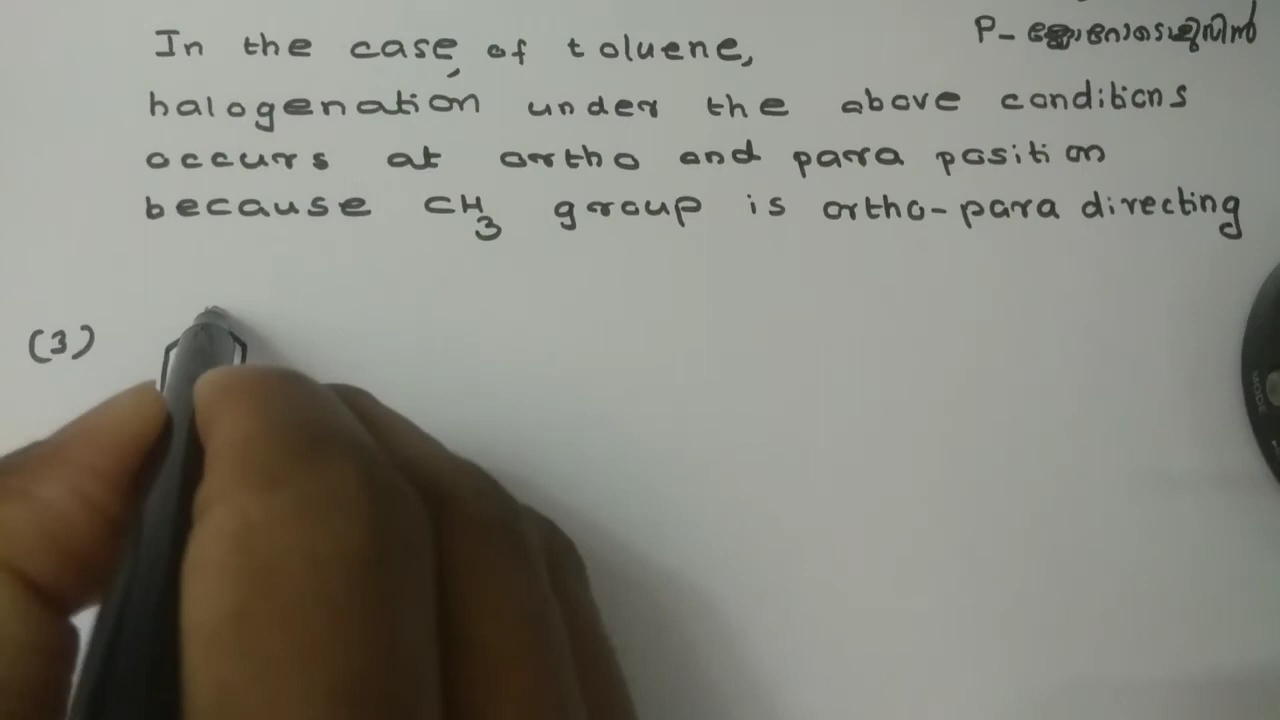 P- ക്ലോറോടോളുവിൻ
In the case, of toluene,
halogenation under the above conditions
occurs at ortho and para position
because CH3 group is ortho-para directing
(3)
MODE